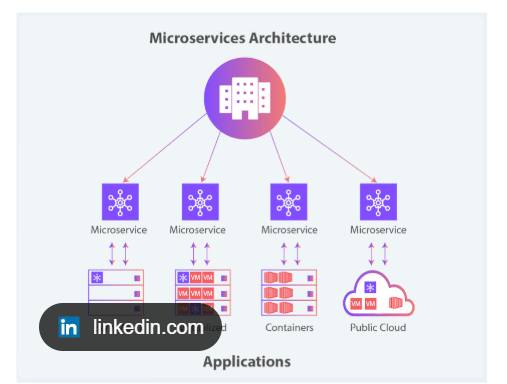 Microservices Architecture
Microservice Microservice Microservice Microservice
VM VM
VM VM VM
VM VM
VM VM
Containers Public Cloud
in linkedin.com
Applications